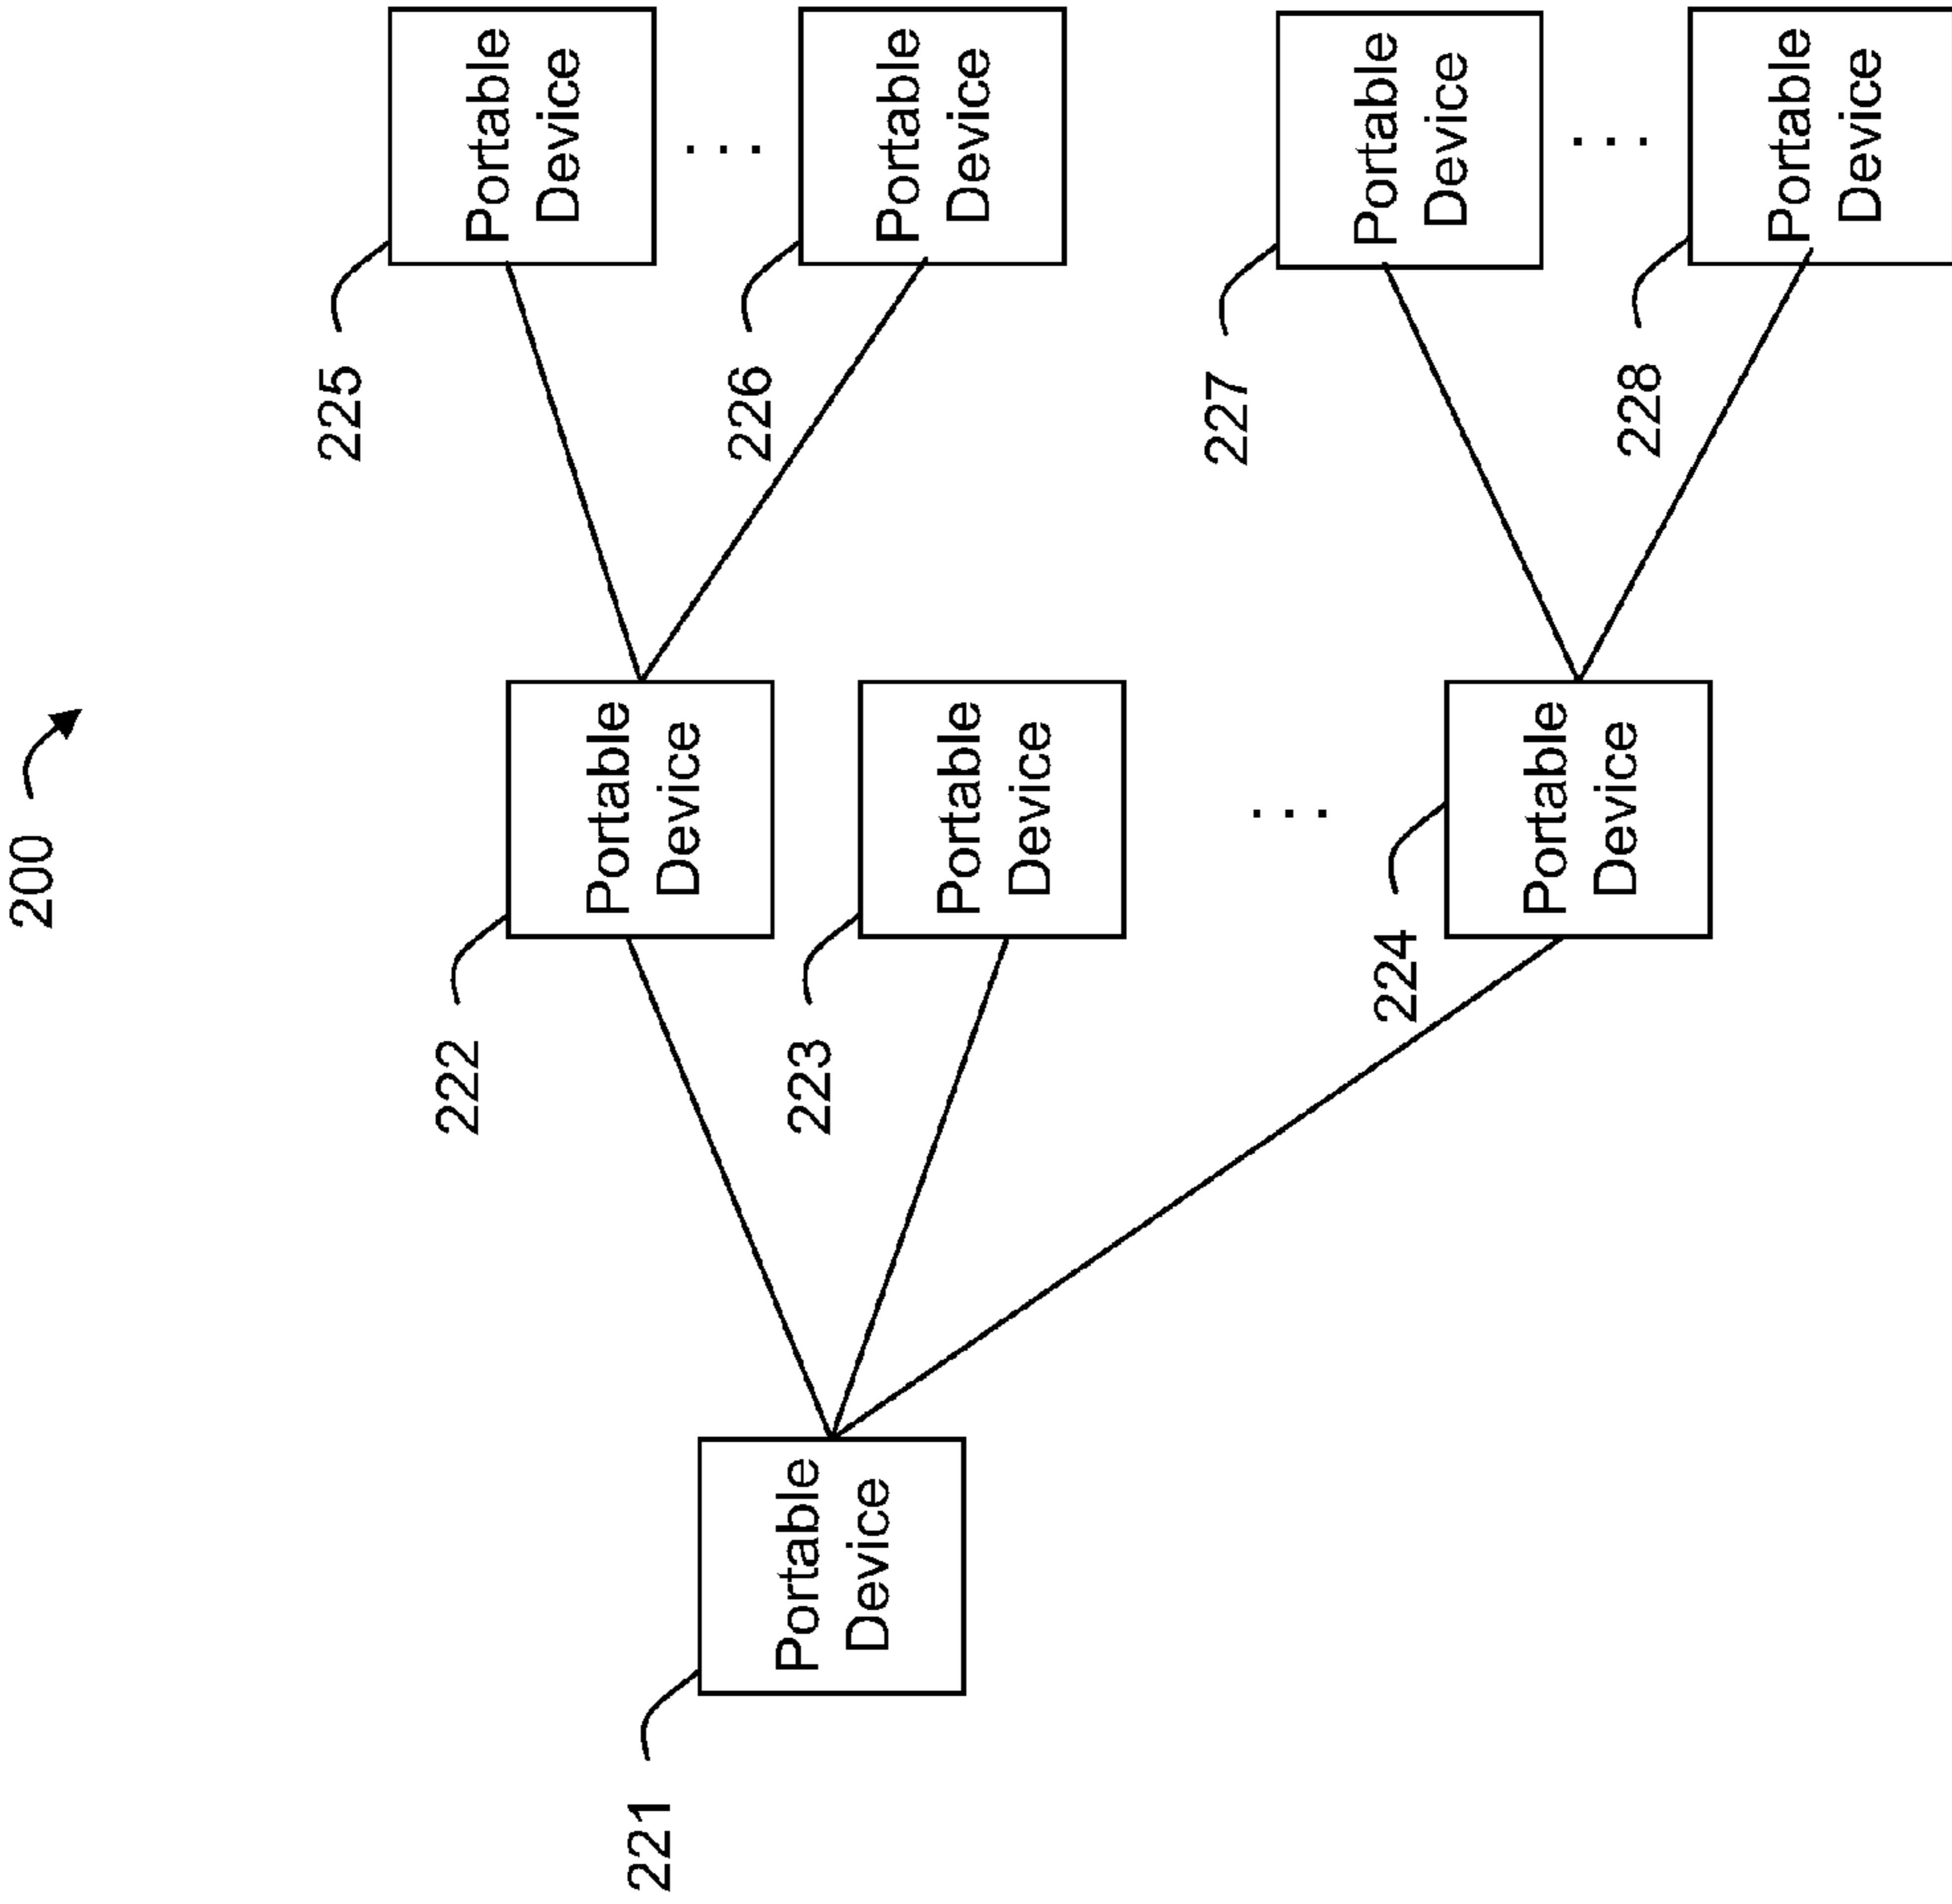 200
221
Portable
Device
222
Portable
Device
223
Portable
Device
...
224
Portable
Device
225
Portable
Device
...
226
Portable
Device
227
Portable
Device
...
228
Portable
Device